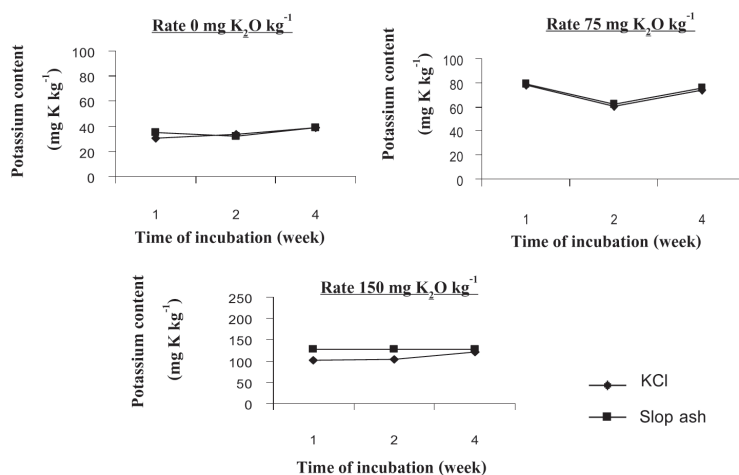 Rate 0 mg K₂O kg⁻¹
Potassium content
(mg K kg⁻¹)
100
80
60
40
20
0
1 2 4
Time of incubation (week)
Rate 75 mg K₂O kg⁻¹
Potassium content
(mg K kg⁻¹)
100
80
60
40
20
0
1 2 4
Time of incubation (week)
Rate 150 mg K₂O kg⁻¹
Potassium content
(mg K kg⁻¹)
250
200
150
100
50
0
1 2 4
Time of incubation (week)
KCl
Slop ash